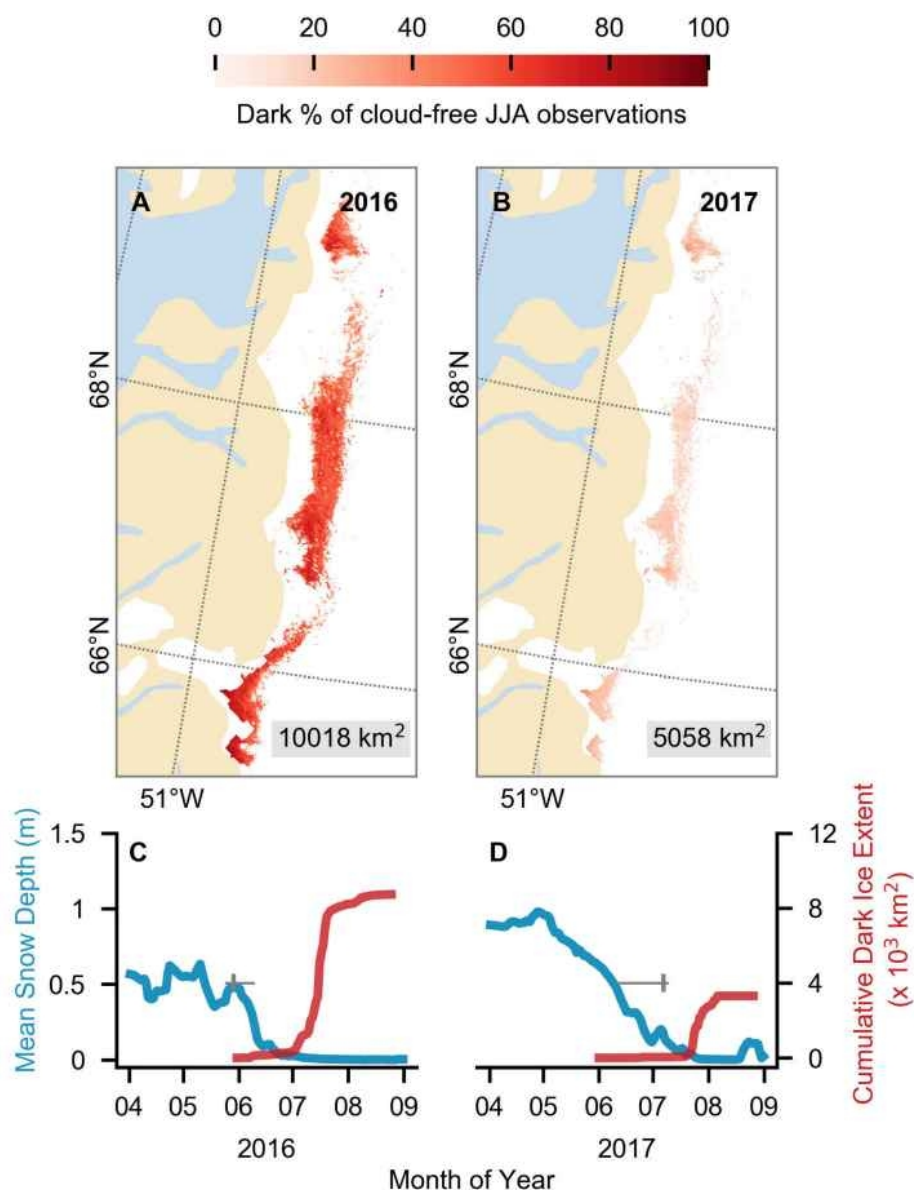 0 20 40 60 80 100
Dark % of cloud-free JJA observations
A 2016
B 2017
68°N
68°N
66°N
66°N
10018 km²
5058 km²
51°W
51°W
Mean Snow Depth (m)
1.5
1
0.5
0
C
D
12
8
4
0
Cumulative Dark Ice Extent
(x 10³ km²)
04 05 06 07 08 09
04 05 06 07 08 09
2016
2017
Month of Year